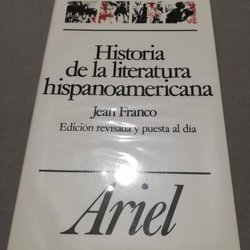 Historia
de la literatura
hispanoamericana
Jean Franco
Edición revisada y puesta al día
Ariel